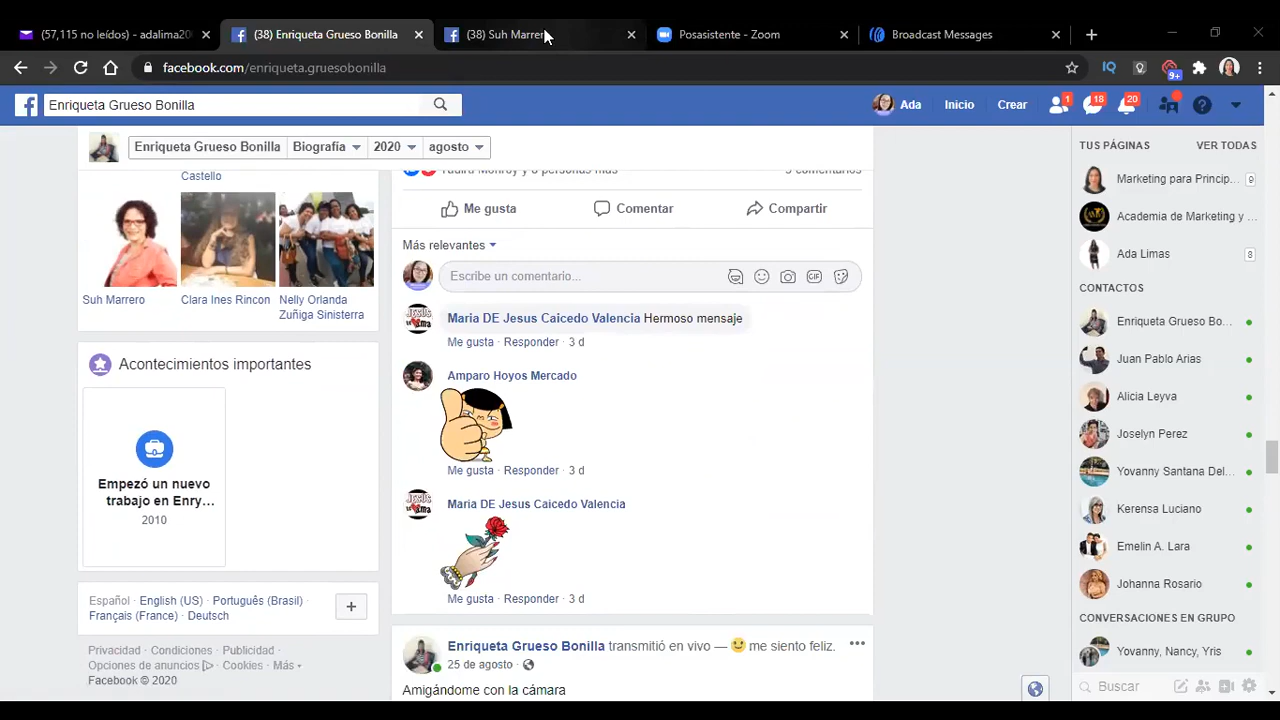 (57,115 no leídos) - adalima20
(38) Enriqueta Grueso Bonilla
(38) Suh Marrero
Posasistente - Zoom
Broadcast Messages
facebook.com/enriqueta.gruesobonilla
9+
Enriqueta Grueso Bonilla
Ada
Inicio
Crear
1
18
20
Enriqueta Grueso Bonilla
Biografía
2020
agosto
Castello
Suh Marrero
Clara Ines Rincon
Nelly Orlanda
Zuñiga Sinisterra
Acontecimientos importantes
Empezó un nuevo
trabajo en Enry…
2010
Español · English (US) · Português (Brasil) ·
Français (France) · Deutsch
Privacidad · Condiciones · Publicidad ·
Opciones de anuncios · Cookies · Más
Facebook © 2020
Me gusta
Comentar
Compartir
Más relevantes
Escribe un comentario...
GIF
Maria DE Jesus Caicedo Valencia Hermoso mensaje
Me gusta · Responder · 3 d
Amparo Hoyos Mercado
Me gusta · Responder · 3 d
Maria DE Jesus Caicedo Valencia
Me gusta · Responder · 3 d
Enriqueta Grueso Bonilla transmitió en vivo — me siento feliz.
25 de agosto ·
Amigándome con la cámara
TUS PÁGINAS
VER TODAS
Marketing para Princip...
9
Academia de Marketing y ...
Ada Limas
8
CONTACTOS
Enriqueta Grueso Bo...
Juan Pablo Arias
Alicia Leyva
Joselyn Perez
Yovanny Santana Del...
Kerensa Luciano
Emelin A. Lara
Johanna Rosario
CONVERSACIONES EN GRUPO
Yovanny, Nancy, Yris
Buscar